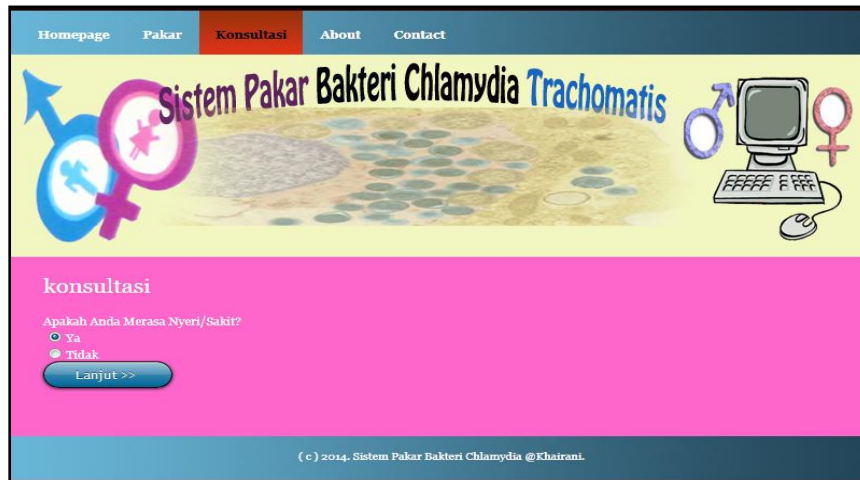 Homepage Pakar Konsultasi About Contact
Sistem Pakar Bakteri Chlamydia Trachomatis
konsultasi
Apakah Anda Merasa Nyeri/Sakit?
Ya
Tidak
Lanjut >>
( c ) 2014. Sistem Pakar Bakteri Chlamydia @Khairani.